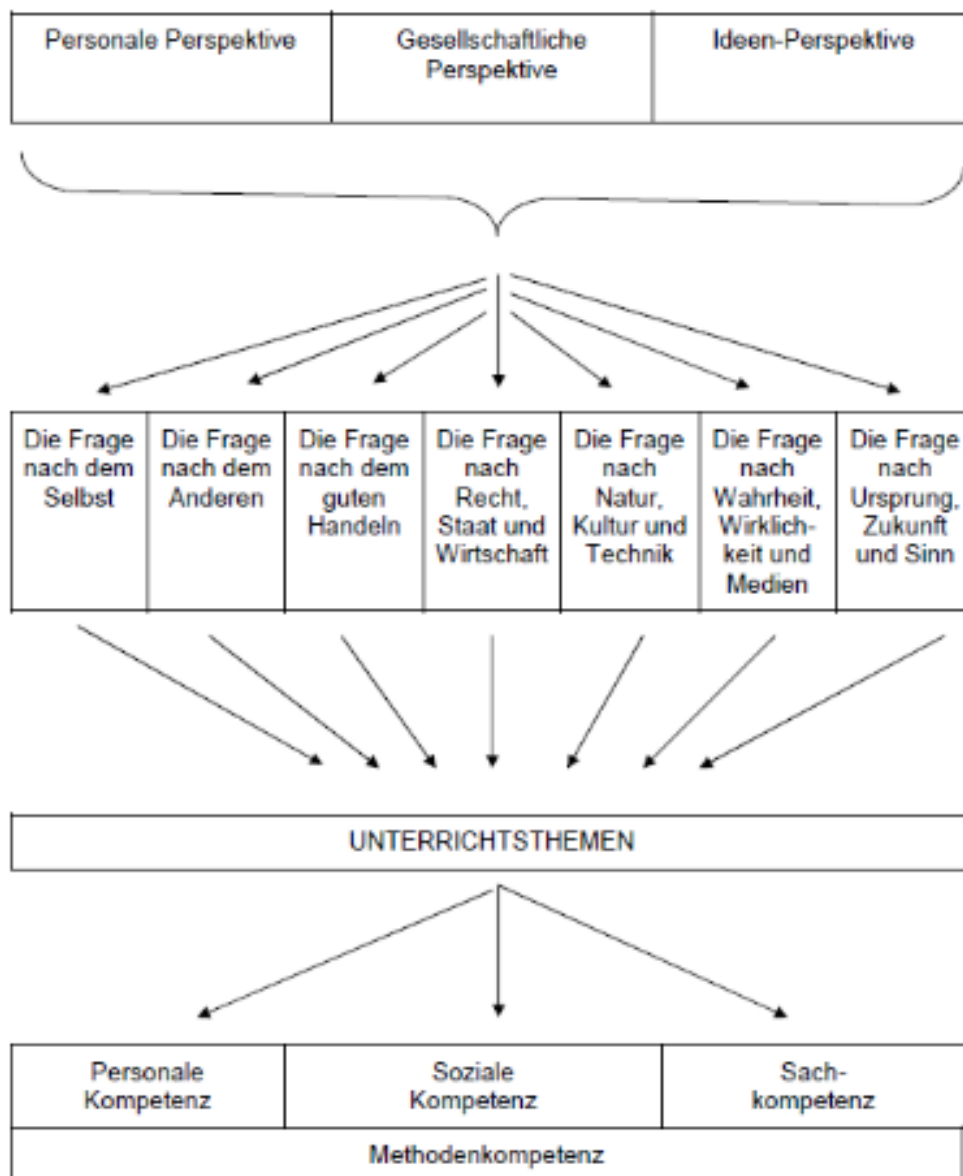 Personale Perspektive
Gesellschaftliche
Perspektive
Ideen-Perspektive
Die Frage
nach dem
Selbst
Die Frage
nach dem
Anderen
Die Frage
nach dem
guten
Handeln
Die Frage
nach
Recht,
Staat und
Wirtschaft
Die Frage
nach
Natur,
Kultur und
Technik
Die Frage
nach
Wahrheit,
Wirklich-
keit und
Medien
Die Frage
nach
Ursprung,
Zukunft
und Sinn
UNTERRICHTSTHEMEN
Personale
Kompetenz
Soziale
Kompetenz
Sach-
kompetenz
Methodenkompetenz